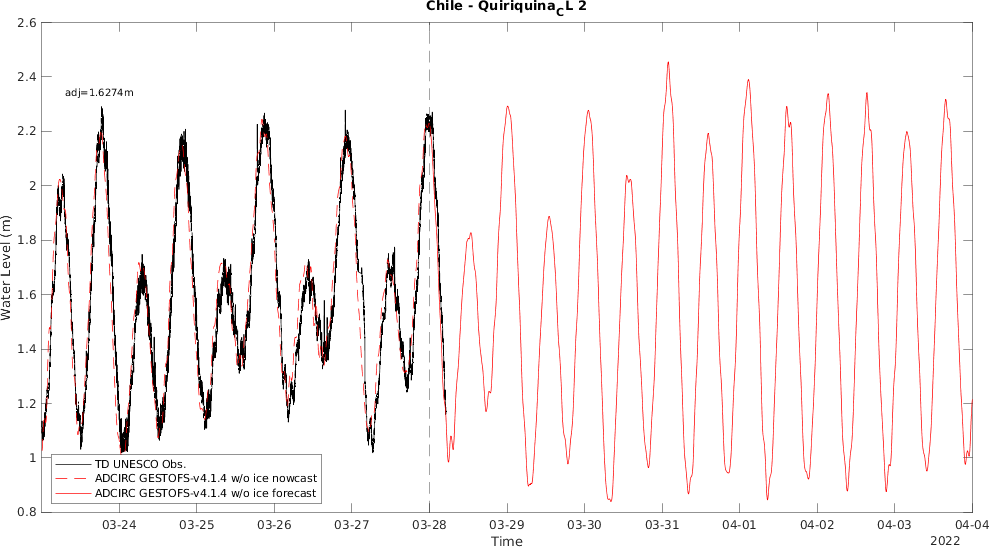 Chile - Quiriquina_CL 2
2.6
2.4
adj=1.6274m
2.2
2
1.8
Water Level (m)
1.6
1.4
1.2
1
TD UNESCO Obs.
ADCIRC GESTOFS-v4.1.4 w/o ice nowcast
ADCIRC GESTOFS-v4.1.4 w/o ice forecast
0.8
03-24 03-25 03-26 03-27 03-28 03-29 03-30 03-31 04-01 04-02 04-03 04-04
Time
2022